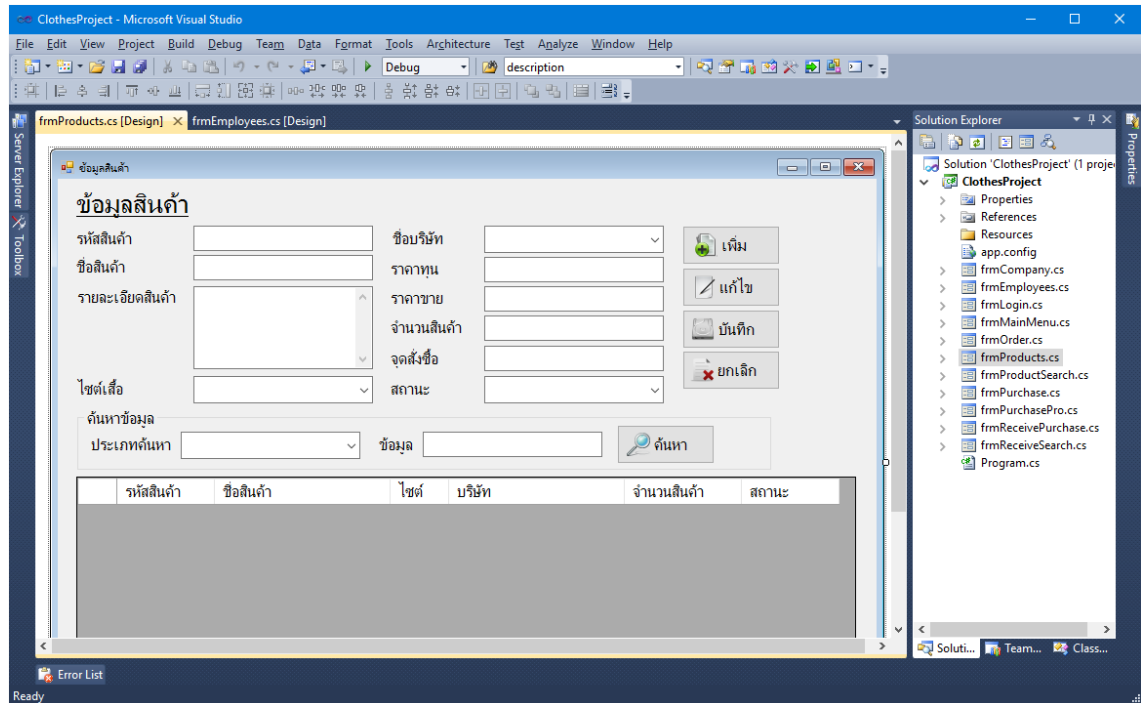 ClothesProject - Microsoft Visual Studio
File Edit View Project Build Debug Team Data Format Tools Architecture Test Analyze Window Help
Debug description
frmProducts.cs [Design] frmEmployees.cs [Design]
Server Explorer
Toolbox
ข้อมูลสินค้า
ข้อมูลสินค้า
รหัสสินค้า ชื่อบริษัท เพิ่ม
ชื่อสินค้า ราคาทุน แก้ไข
รายละเอียดสินค้า ราคาขาย
จำนวนสินค้า บันทึก
จุดสั่งซื้อ ยกเลิก
ไซต์เสื้อ สถานะ
ค้นหาข้อมูล
ประเภทค้นหา ข้อมูล ค้นหา
รหัสสินค้า ชื่อสินค้า ไซต์ บริษัท จำนวนสินค้า สถานะ
Solution Explorer
Solution 'ClothesProject' (1 proje
ClothesProject
Properties
References
Resources
app.config
frmCompany.cs
frmEmployees.cs
frmLogin.cs
frmMainMenu.cs
frmOrder.cs
frmProducts.cs
frmProductSearch.cs
frmPurchase.cs
frmPurchasePro.cs
frmReceivePurchase.cs
frmReceiveSearch.cs
Program.cs
Soluti... Team... Class...
Properties
Error List
Ready